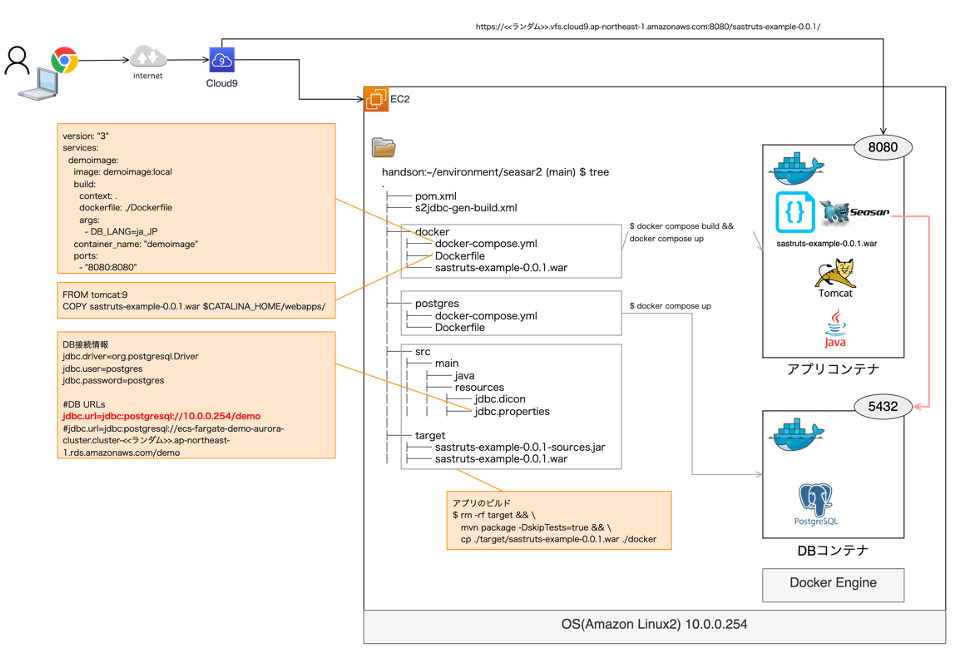 https://<<ランダム>>.vfs.cloud9.ap-northeast-1.amazonaws.com:8080/sastruts-example-0.0.1/
internet
9
Cloud9
EC2
version: "3"
services:
demoimage:
image: demoimage:local
build:
context: .
dockerfile: ./Dockerfile
args:
- DB_LANG=ja_JP
container_name: "demoimage"
ports:
- "8080:8080"
FROM tomcat:9
COPY sastruts-example-0.0.1.war $CATALINA_HOME/webapps/
DB接続情報
jdbc.driver=org.postgresql.Driver
jdbc.user=postgres
jdbc.password=postgres
#DB URLs
jdbc.url=jdbc:postgresql://10.0.0.254/demo
#jdbc.url=jdbc:postgresql://ecs-fargate-demo-aurora-
cluster.cluster-<<ランダム>>.ap-northeast-
1.rds.amazonaws.com/demo
handson:~/environment/seasar2 (main) $ tree
.
├── pom.xml
├── s2jdbc-gen-build.xml
├── docker
│ ├── docker-compose.yml
│ ├── Dockerfile
│ └── sastruts-example-0.0.1.war
├── postgres
│ ├── docker-compose.yml
│ └── Dockerfile
├── src
│ ├── main
│ │ ├── java
│ │ ├── resources
│ │ │ ├── jdbc.dicon
│ │ │ ├── jdbc.properties
├── target
│ ├── sastruts-example-0.0.1-sources.jar
│ ├── sastruts-example-0.0.1.war
アプリのビルド
$ rm -rf target && \
mvn package -DskipTests=true && \
cp ./target/sastruts-example-0.0.1.war ./docker
$ docker compose build &&
docker compose up
$ docker compose up
8080
{}
Seasar
sastruts-example-0.0.1.war
Tomcat
Java
アプリコンテナ
5432
PostgreSQL
DBコンテナ
Docker Engine
OS(Amazon Linux2) 10.0.0.254